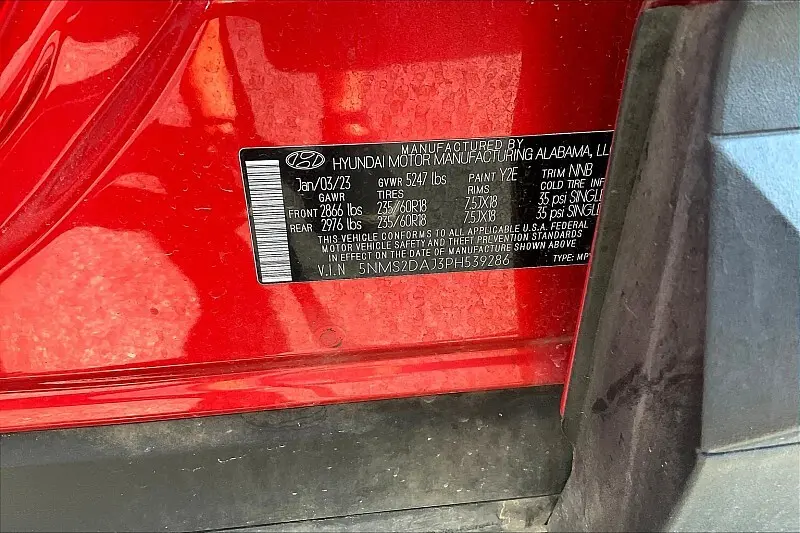 MANUFACTURED BY
HYUNDAI MOTOR MANUFACTURING ALABAMA, LL
Jan/03/23 GVWR 5247 lbs PAINT Y2E TRIM NNB
GAWR TIRES RIMS COLD TIRE INF
FRONT 2866 lbs 235/60R18 7.5JX18 35 psi SINGL
REAR 2976 lbs 235/60R18 7.5JX18 35 psi SINGL
THIS VEHICLE CONFORMS TO ALL APPLICABLE U.S.A. FEDERAL
MOTOR VEHICLE SAFETY AND THEFT PREVENTION STANDARDS
IN EFFECT ON THE DATE OF MANUFACTURE SHOWN ABOVE
V.I.N 5NMS2DAJ3PH539286 TYPE: MP